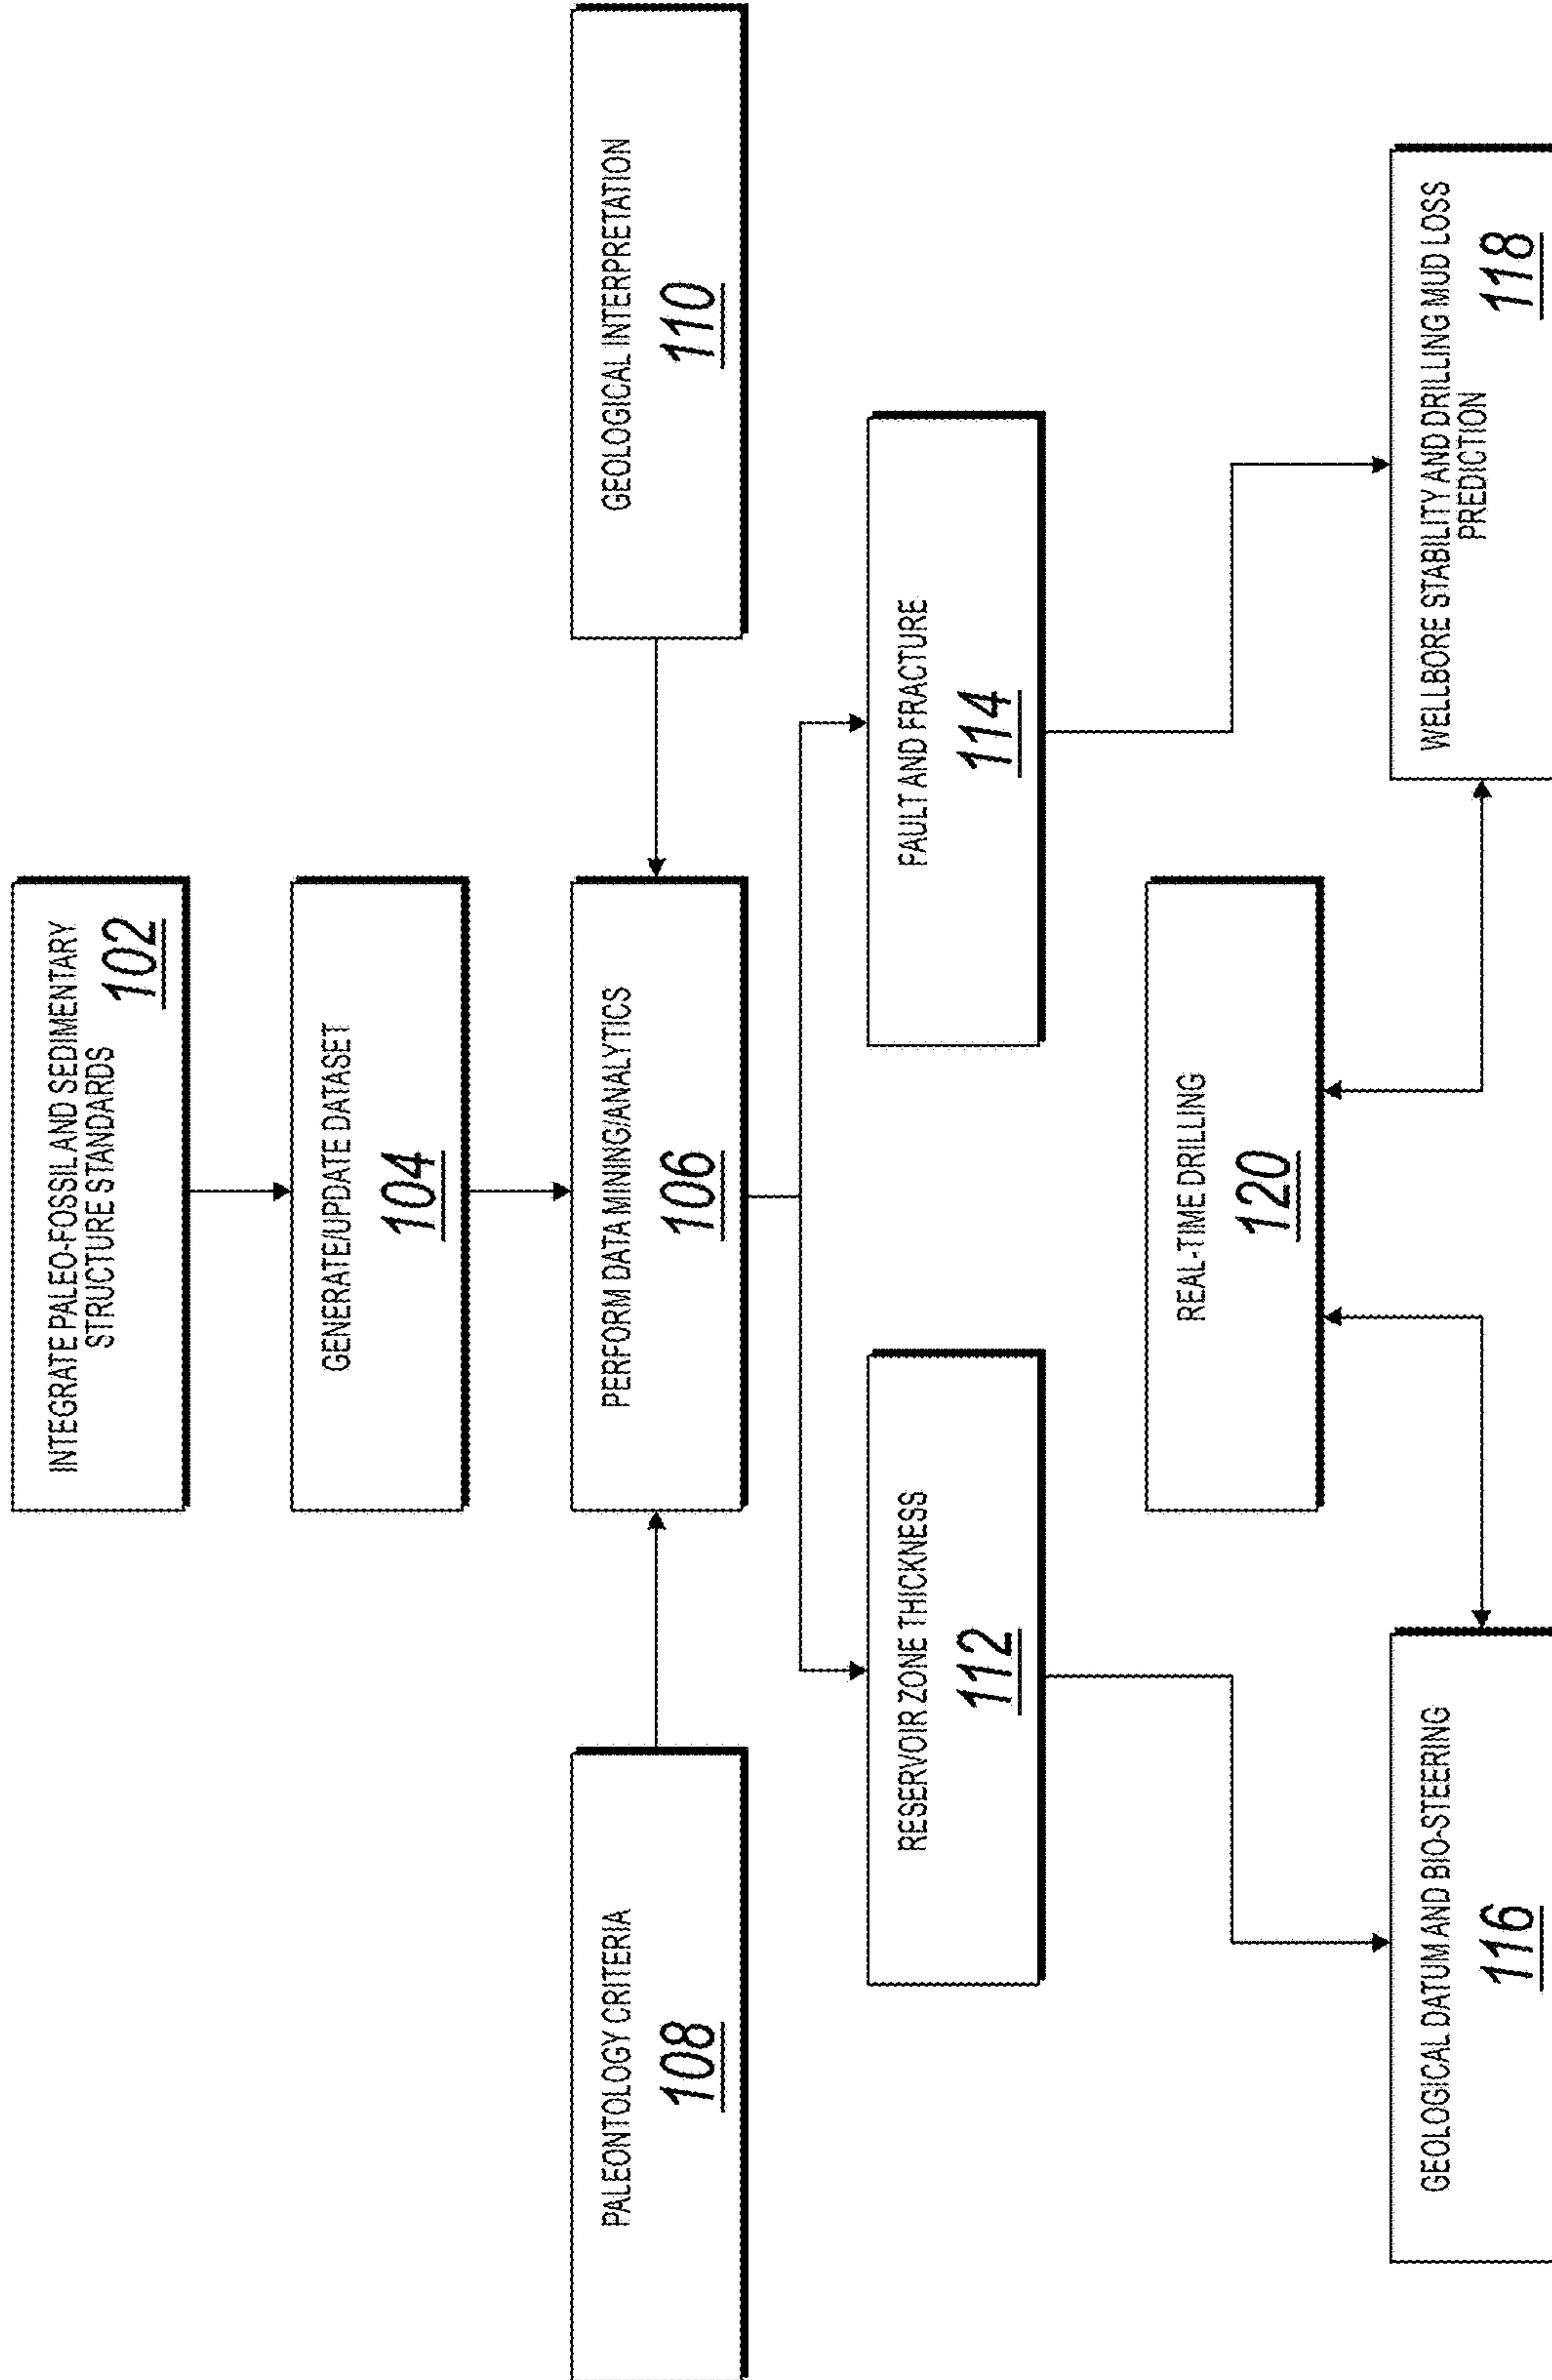 INTEGRATE PALEO-FOSSIL AND SEDIMENTARY
STRUCTURE STANDARDS
102
GENERATE/UPDATE DATASET
104
PALEONTOLOGY CRITERIA
108
PERFORM DATA MINING/ANALYTICS
106
GEOLOGICAL INTERPRETATION
110
RESERVOIR ZONE THICKNESS
112
FAULT AND FRACTURE
114
REAL-TIME DRILLING
120
GEOLOGICAL DATUM AND BIO-STEERING
116
WELLBORE STABILITY AND DRILLING MUD LOSS
PREDICTION
118